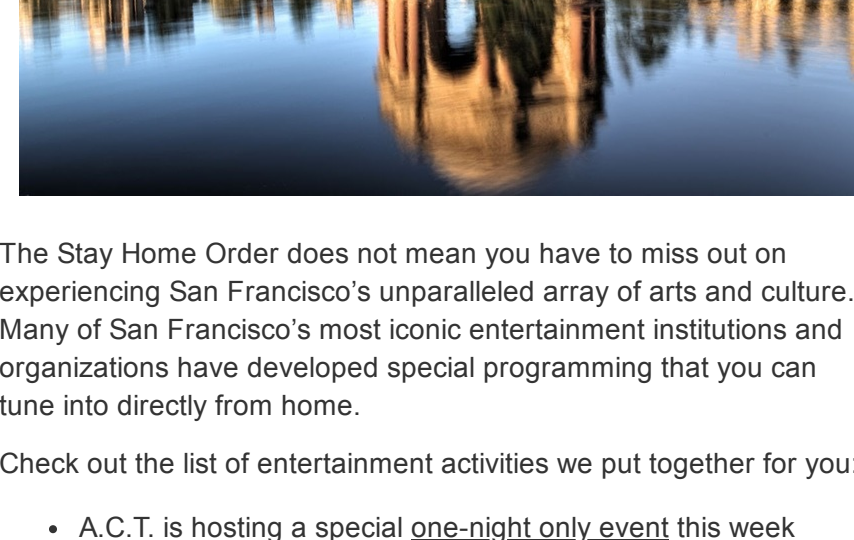 The Stay Home Order does not mean you have to miss out on
experiencing San Francisco’s unparalleled array of arts and culture.
Many of San Francisco’s most iconic entertainment institutions and
organizations have developed special programming that you can
tune into directly from home.
Check out the list of entertainment activities we put together for you:
• A.C.T. is hosting a special one-night only event this week